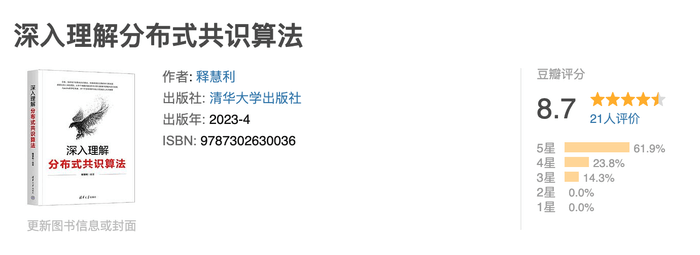 深入理解分布式共识算法
深入理解
分布式共识算法
作者: 释慧利
出版社: 清华大学出版社
出版年: 2023-4
ISBN: 9787302630036
更新图书信息或封面
豆瓣评分
8.7
21人评价
5星 61.9%
4星 23.8%
3星 14.3%
2星 0.0%
1星 0.0%